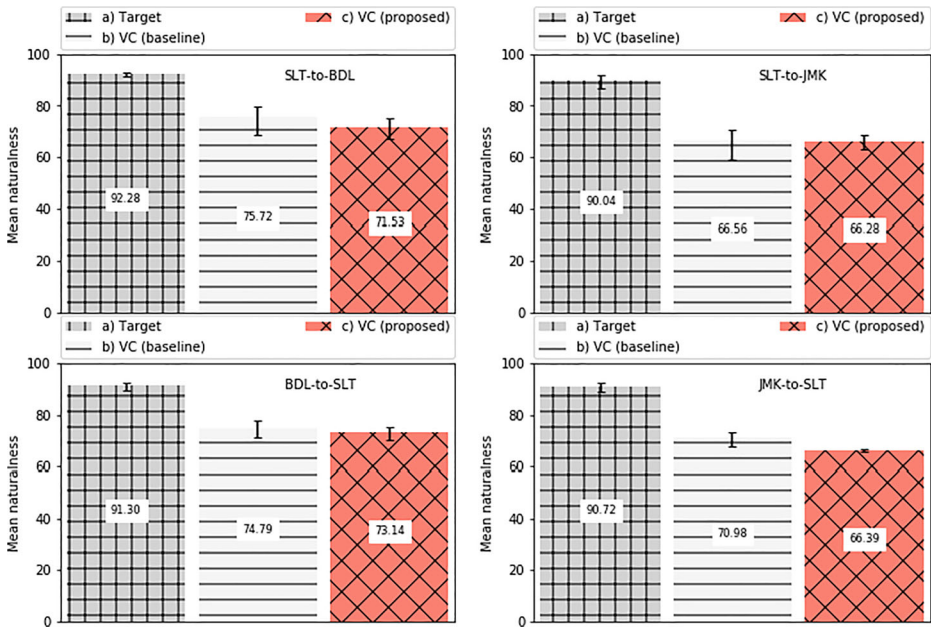 a) Target
c) VC (proposed)
b) VC (baseline)
SLT-to-BDL
Mean naturalness
100
80
60
40
20
0
92.28
75.72
71.53
a) Target
c) VC (proposed)
b) VC (baseline)
SLT-to-JMK
Mean naturalness
100
80
60
40
20
0
90.04
66.56
66.28
a) Target
c) VC (proposed)
b) VC (baseline)
BDL-to-SLT
Mean naturalness
100
80
60
40
20
0
91.30
74.79
73.14
a) Target
c) VC (proposed)
b) VC (baseline)
JMK-to-SLT
Mean naturalness
100
80
60
40
20
0
90.72
70.98
66.39